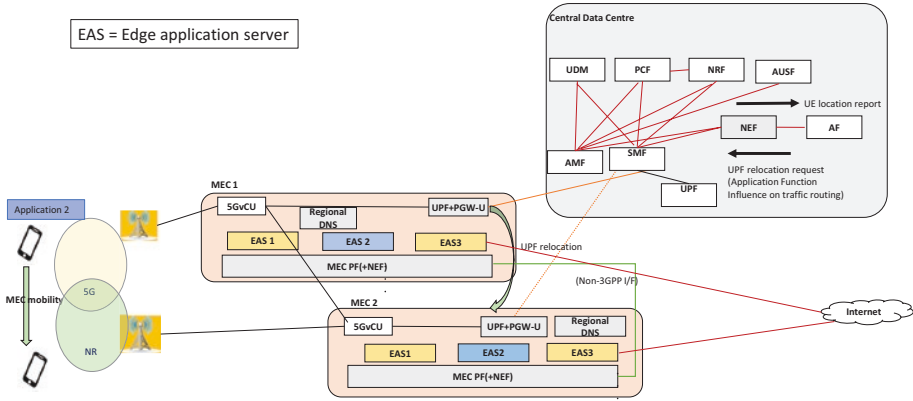 EAS = Edge application server
Central Data Centre
UDM
PCF
NRF
AUSF
UE location report
NEF
AF
AMF
SMF
UPF relocation request
(Application Function
Influence on traffic routing)
UPF
MEC 1
Application 2
5GvCU
Regional
DNS
UPF+PGW-U
EAS 1
EAS 2
EAS3
UPF relocation
MEC PF(+NEF)
(Non-3GPP I/F)
5G
MEC mobility
NR
MEC 2
5GvCU
UPF+PGW-U
Regional
DNS
EAS1
EAS2
EAS3
MEC PF(+NEF)
Internet